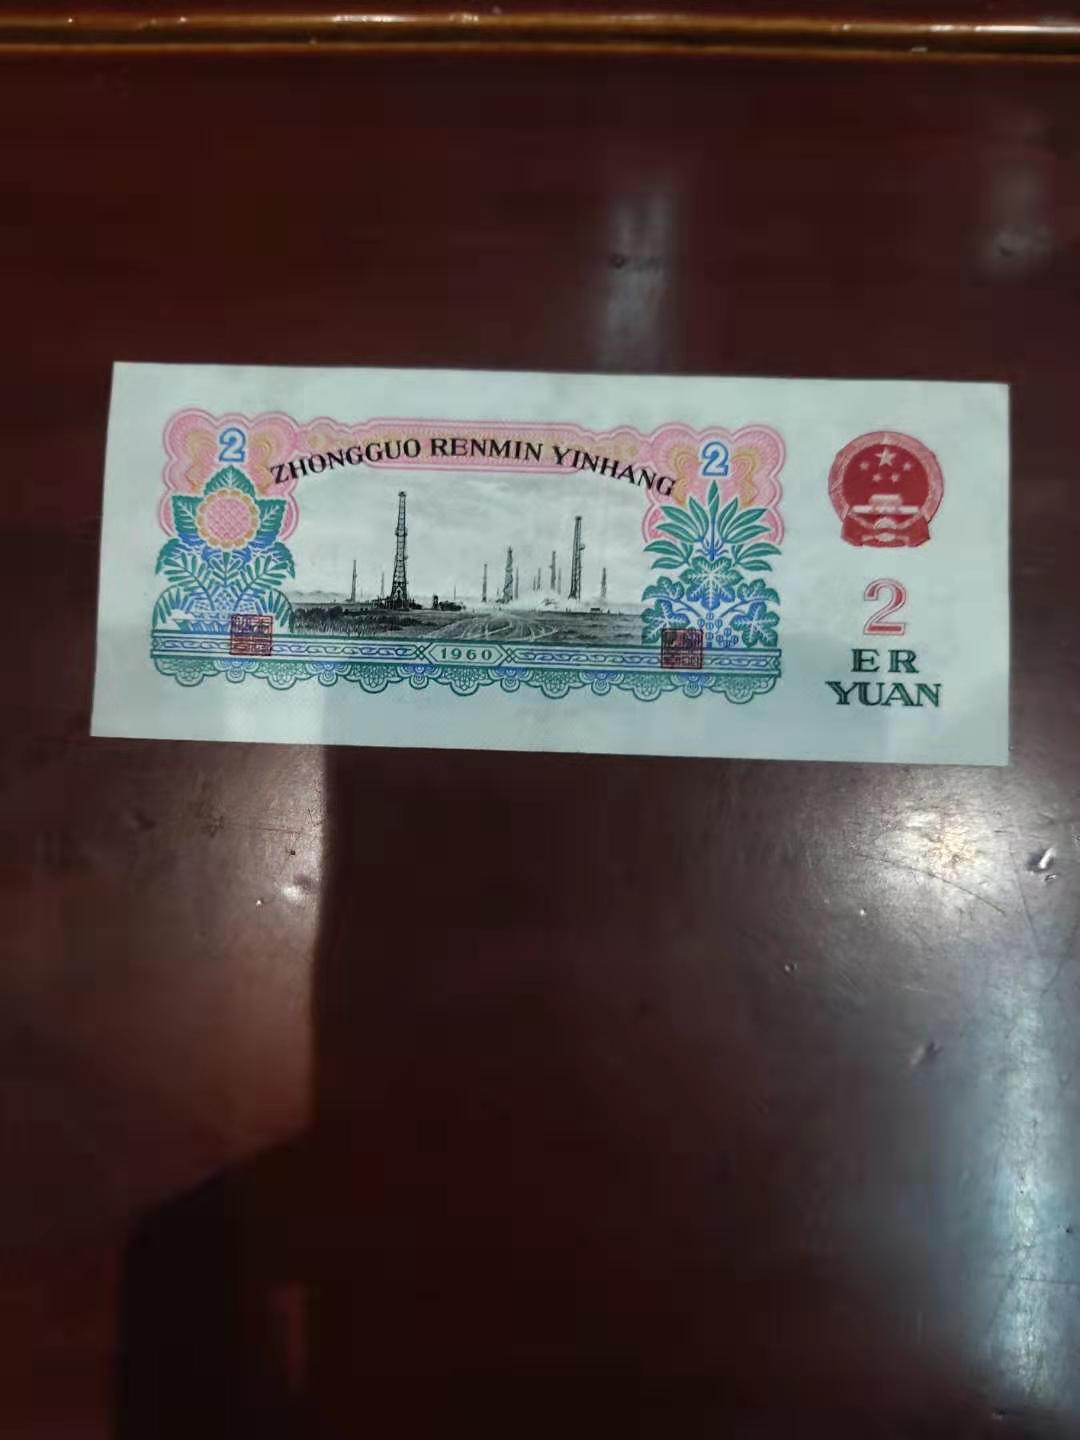 2
ZHONGGUO RENMIN YINHANG
2
1960
2
ER
YUAN